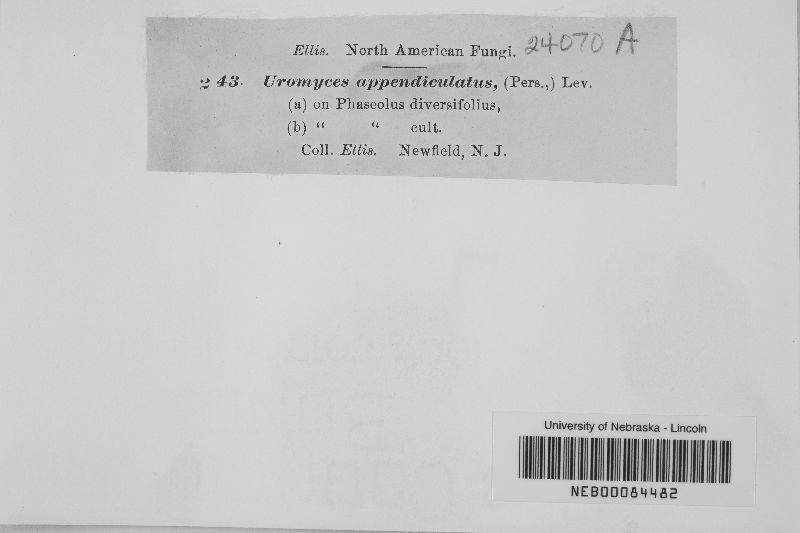 Ellis. North American Fungi. 24070 A
243. Uromyces appendiculatus, (Pers.,) Lev.
(a) on Phaseolus diversifolius,
(b) “ “ cult.
Coll. Ellis. Newfield, N. J.
University of Nebraska - Lincoln
NEB00084482